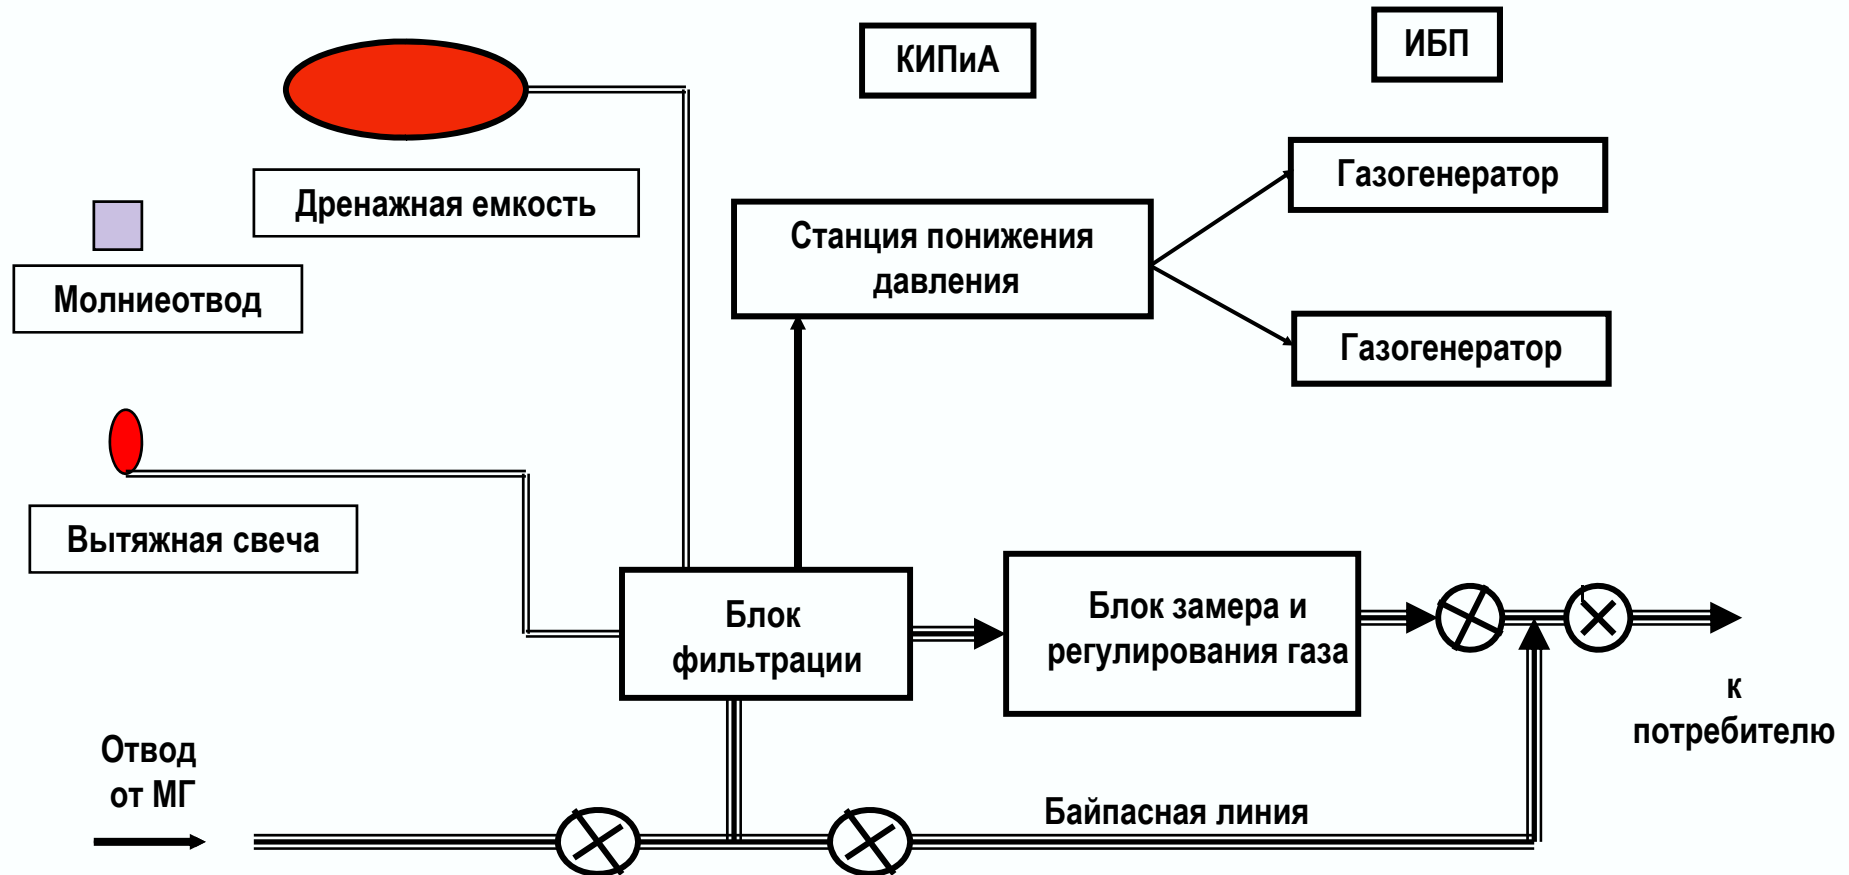 КИПиА
ИБП
Газогенератор
Дренажная емкость
Станция понижения
давления
Молниеотвод
Газогенератор
Вытяжная свеча
Блок
фильтрации
Блок замера и
регулирования газа
к
потребителю
Отвод
от МГ
Байпасная линия